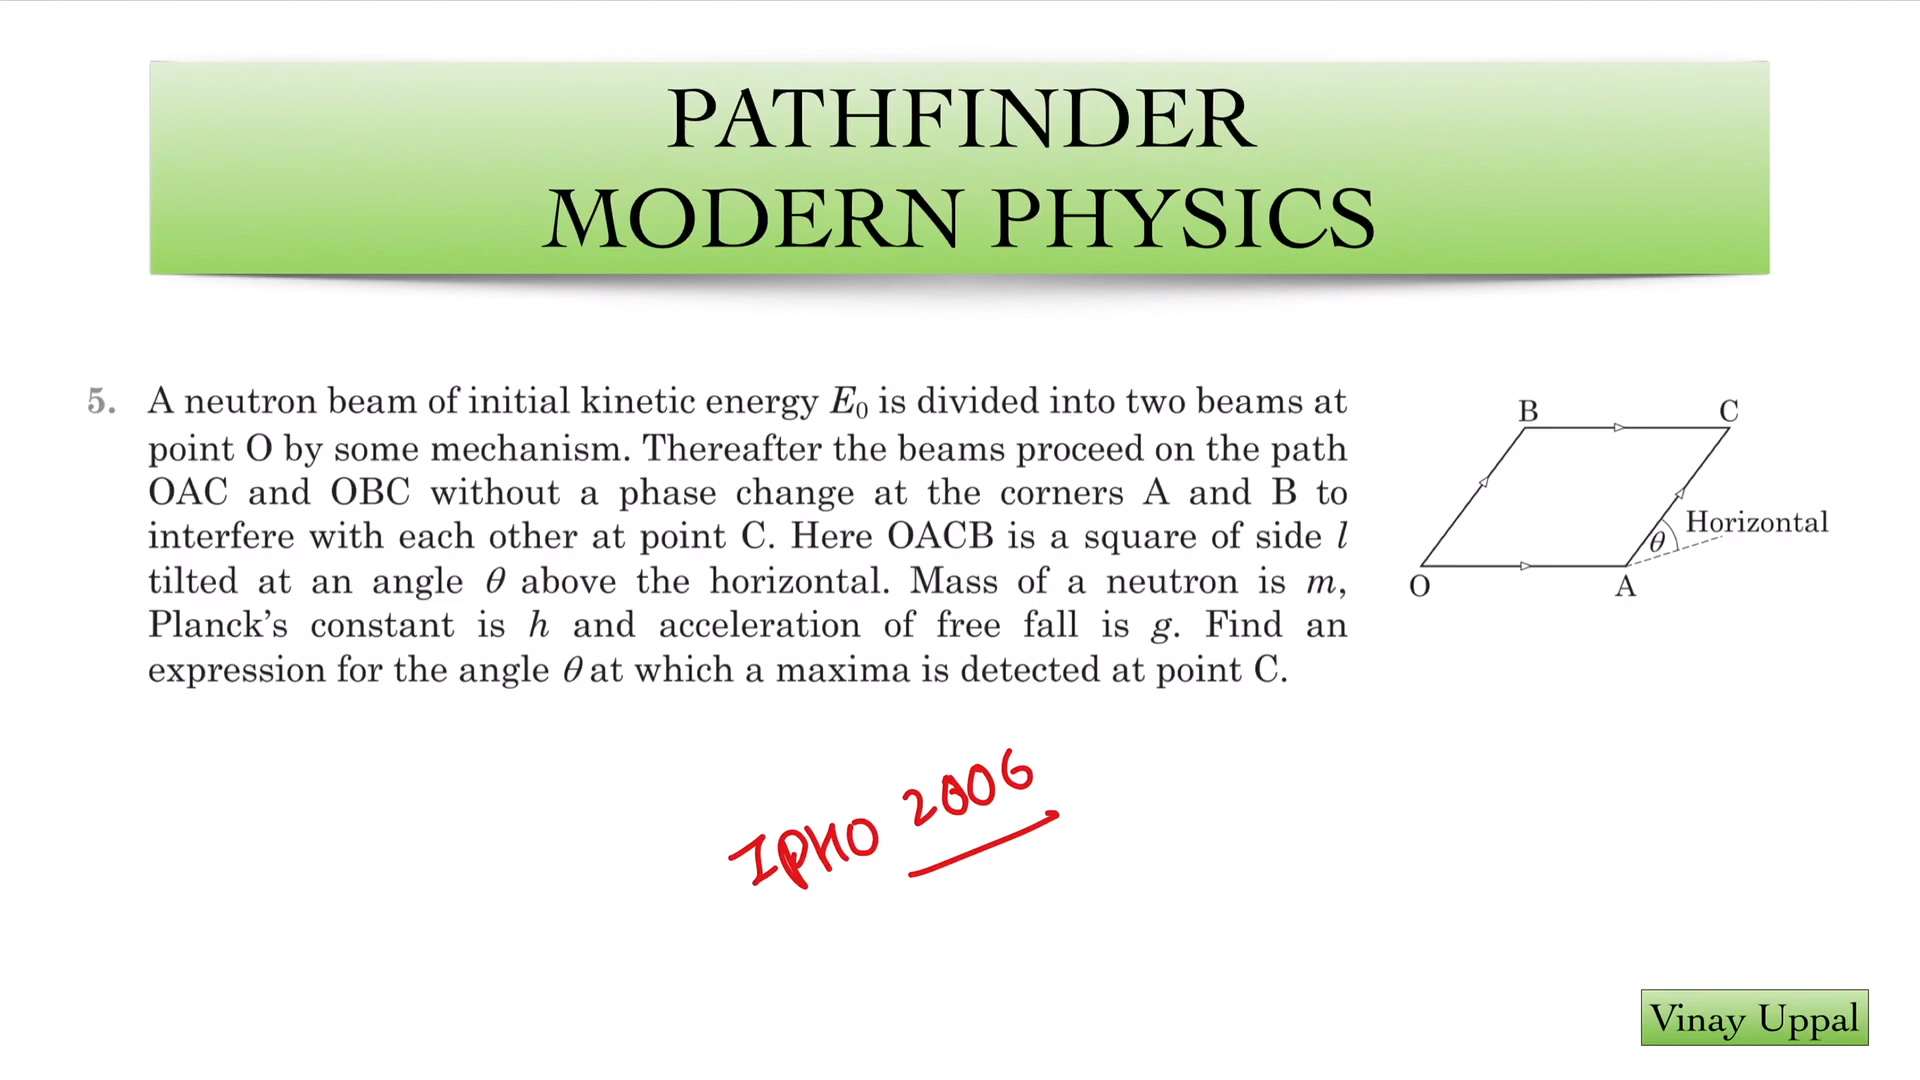 PATHFINDER
MODERN PHYSICS
5. A neutron beam of initial kinetic energy E₀ is divided into two beams at
point O by some mechanism. Thereafter the beams proceed on the path
OAC and OBC without a phase change at the corners A and B to
interfere with each other at point C. Here OACB is a square of side l
tilted at an angle θ above the horizontal. Mass of a neutron is m,
Planck's constant is h and acceleration of free fall is g. Find an
expression for the angle θ at which a maxima is detected at point C.
B
C
Horizontal
θ
O
A
IPHO 2006
Vinay Uppal